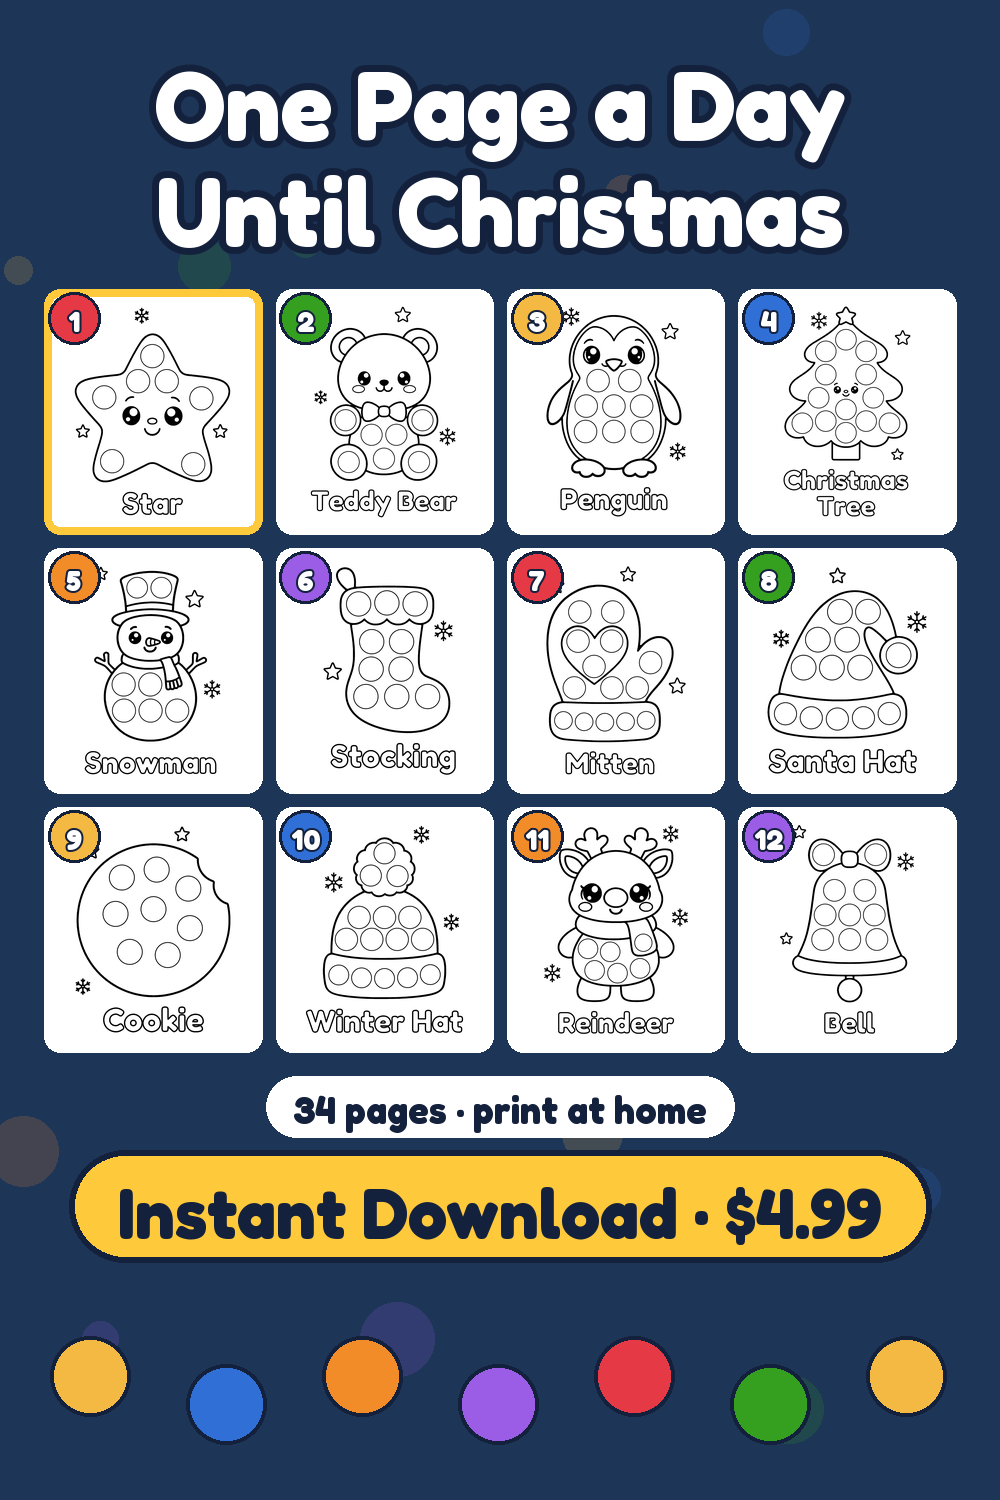 One Page a Day
Until Christmas
1
Star
2
Teddy Bear
3
Penguin
4
Christmas
Tree
5
Snowman
6
Stocking
7
Mitten
8
Santa Hat
9
Cookie
10
Winter Hat
11
Reindeer
12
Bell
34 pages · print at home
Instant Download · $4.99